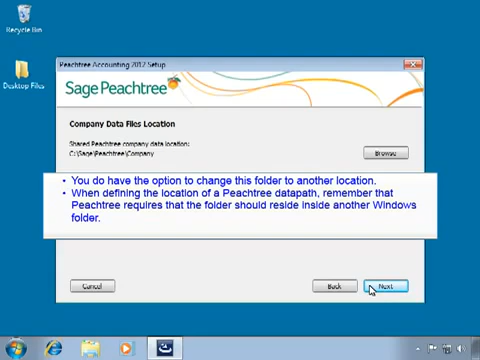 Recycle Bin
Desktop Files
Peachtree Accounting 2012 Setup
Sage Peachtree
Company Data Files Location
Shared Peachtree company data location:
C:\Sage\Peachtree\Company
Browse
• You do have the option to change this folder to another location.
• When defining the location of a Peachtree datapath, remember that
Peachtree requires that the folder should reside inside another Windows
folder.
Cancel
Back
Next